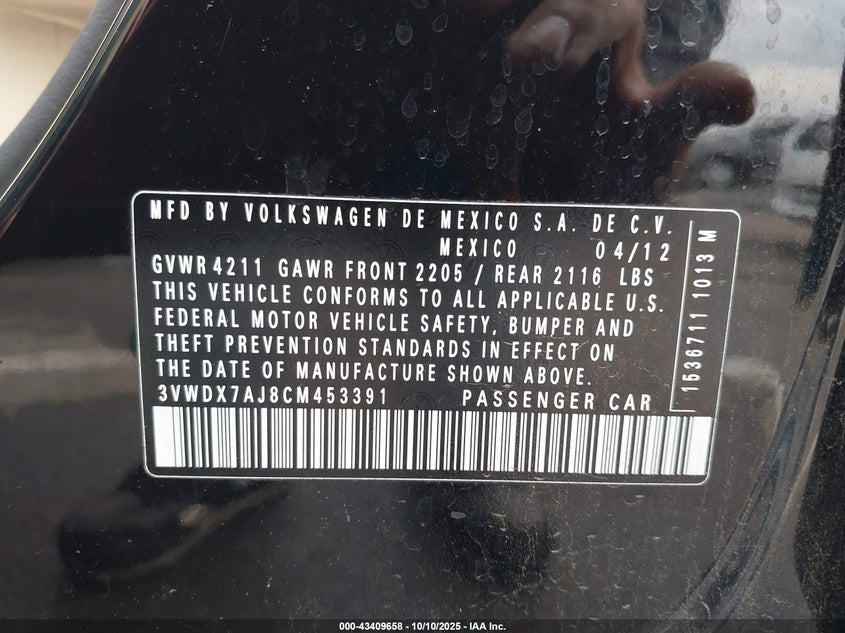 MFD BY VOLKSWAGEN DE MEXICO S.A. DE C.V.
MEXICO 04/12
GVWR 4211 GAWR FRONT 2205 / REAR 2116 LBS
THIS VEHICLE CONFORMS TO ALL APPLICABLE U.S.
FEDERAL MOTOR VEHICLE SAFETY, BUMPER AND
THEFT PREVENTION STANDARDS IN EFFECT ON
THE DATE OF MANUFACTURE SHOWN ABOVE.
3VWDX7AJ8CM453391 PASSENGER CAR
1536711 1013 M
000-43409658 - 10/10/2025 - IAA Inc.